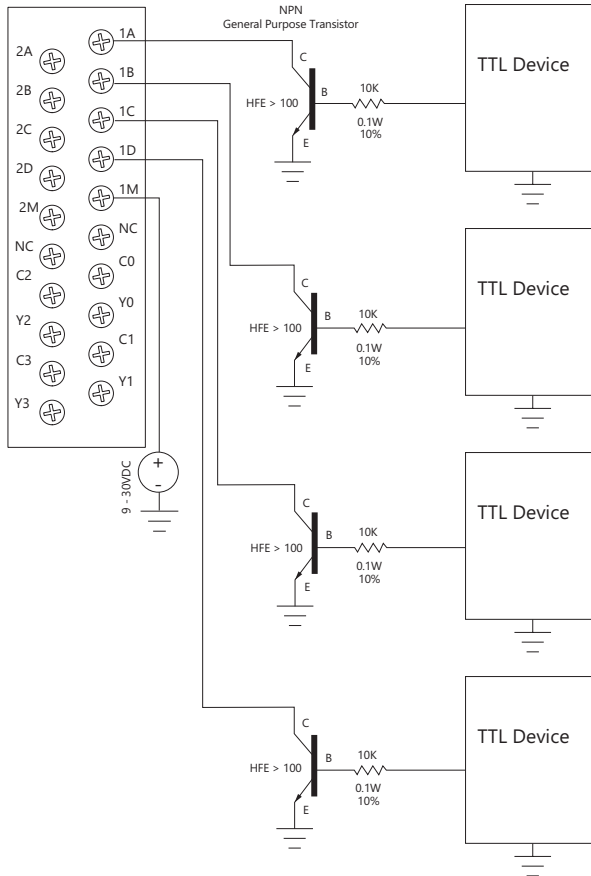 NPN
General Purpose Transistor
1A
2A
1B
2B
1C
2C
1D
2D
1M
2M
NC
NC
C0
C2
Y0
Y2
C1
C3
Y1
Y3
+
-
9 - 30VDC
C
B
E
HFE > 100
10K
0.1W
10%
TTL Device
C
B
E
HFE > 100
10K
0.1W
10%
TTL Device
C
B
E
HFE > 100
10K
0.1W
10%
TTL Device
C
B
E
HFE > 100
10K
0.1W
10%
TTL Device